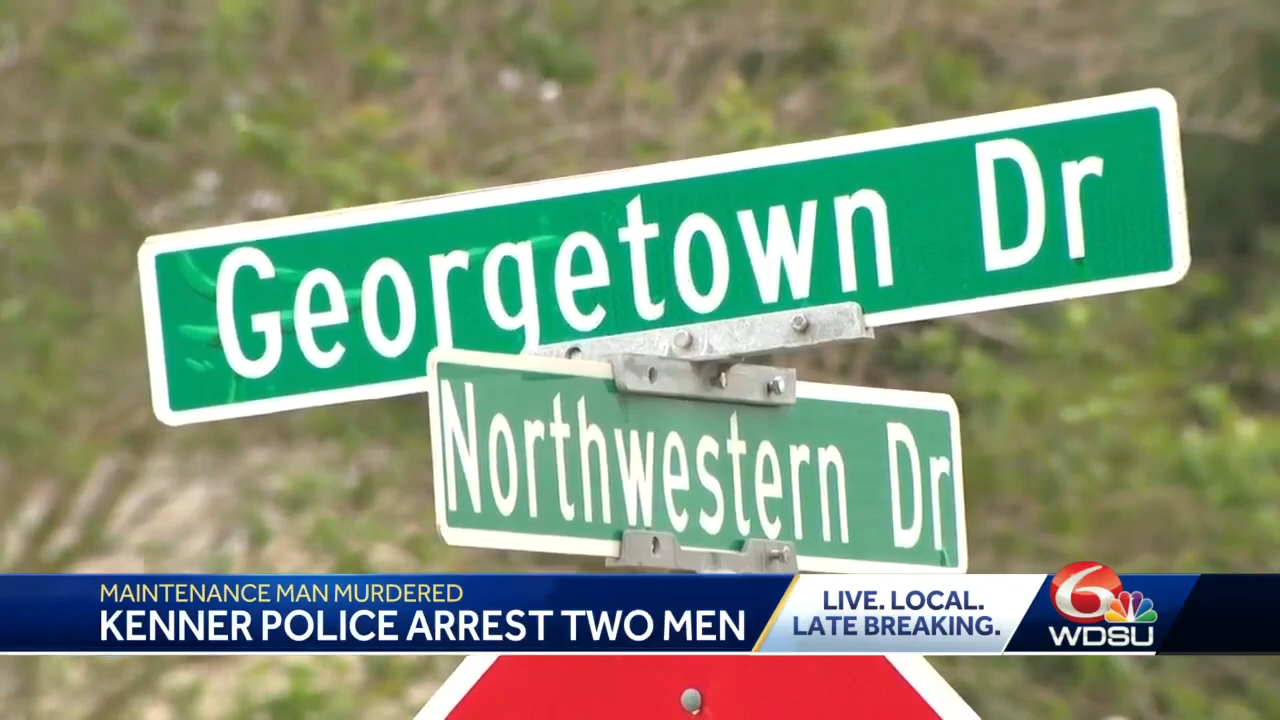 Georgetown Dr
Northwestern Dr
MAINTENANCE MAN MURDERED
KENNER POLICE ARREST TWO MEN
LIVE. LOCAL.
LATE BREAKING.
6
WDSU